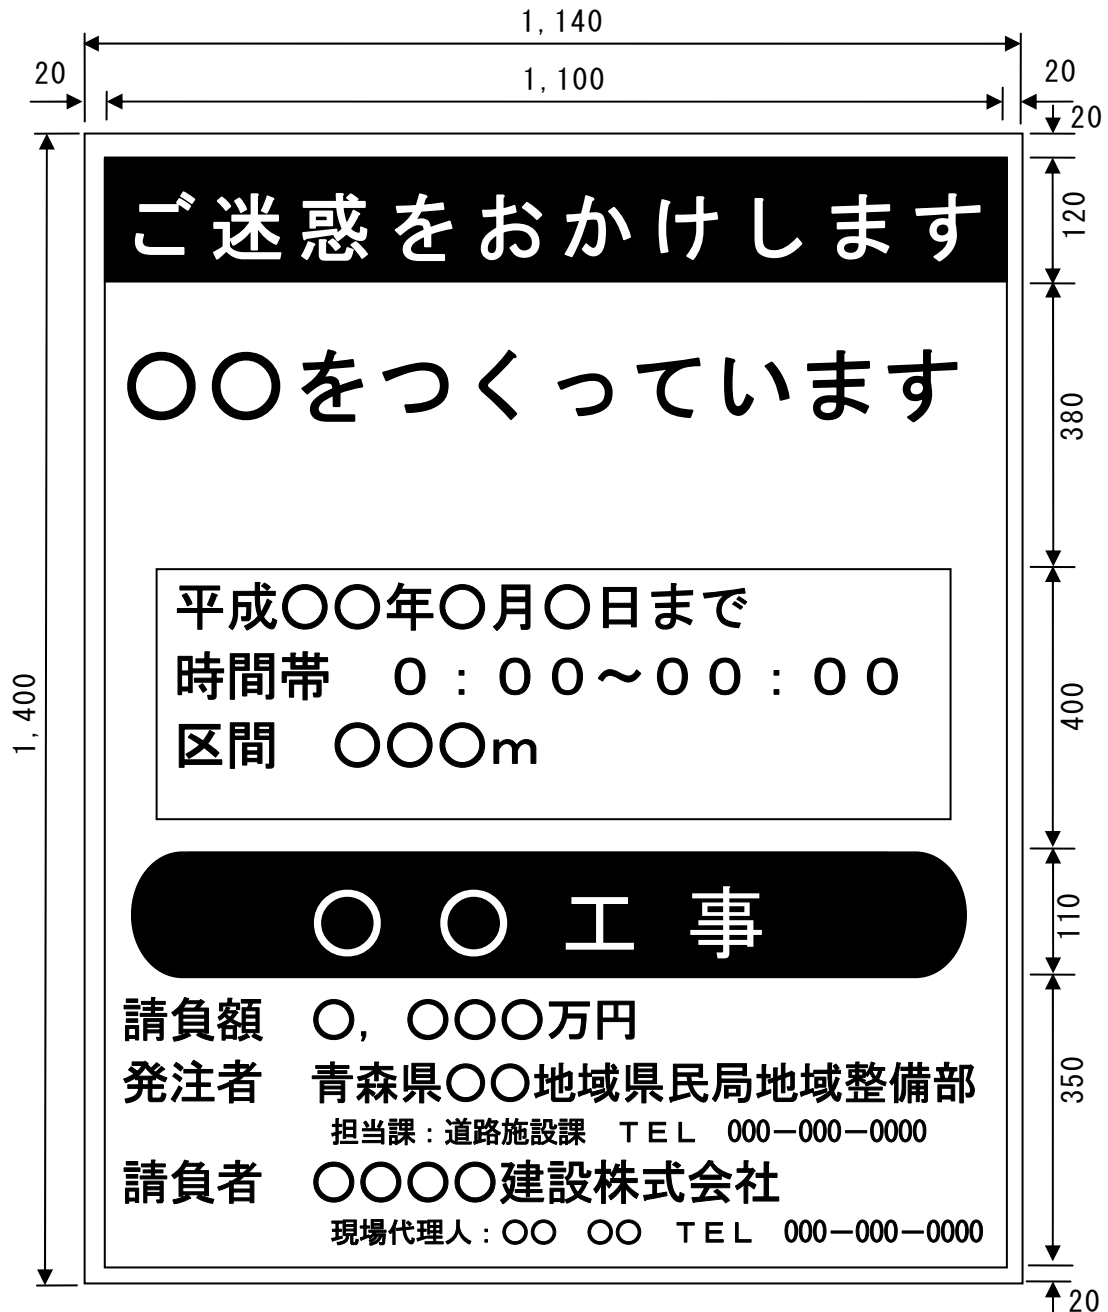 1,140
20
1,100
20
20
ご迷惑をおかけします
120
〇〇をつくっています
380
平成〇〇年〇月〇日まで
時間帯　０：００～００：００
区間　〇〇〇ｍ
400
1,400
〇〇工事
110
請負額　〇，〇〇〇万円
発注者　青森県〇〇地域県民局地域整備部
担当課：道路施設課　ＴＥＬ　000－000－0000
350
請負者　〇〇〇〇建設株式会社
現場代理人：〇〇　〇〇　ＴＥＬ　000－000－0000
20